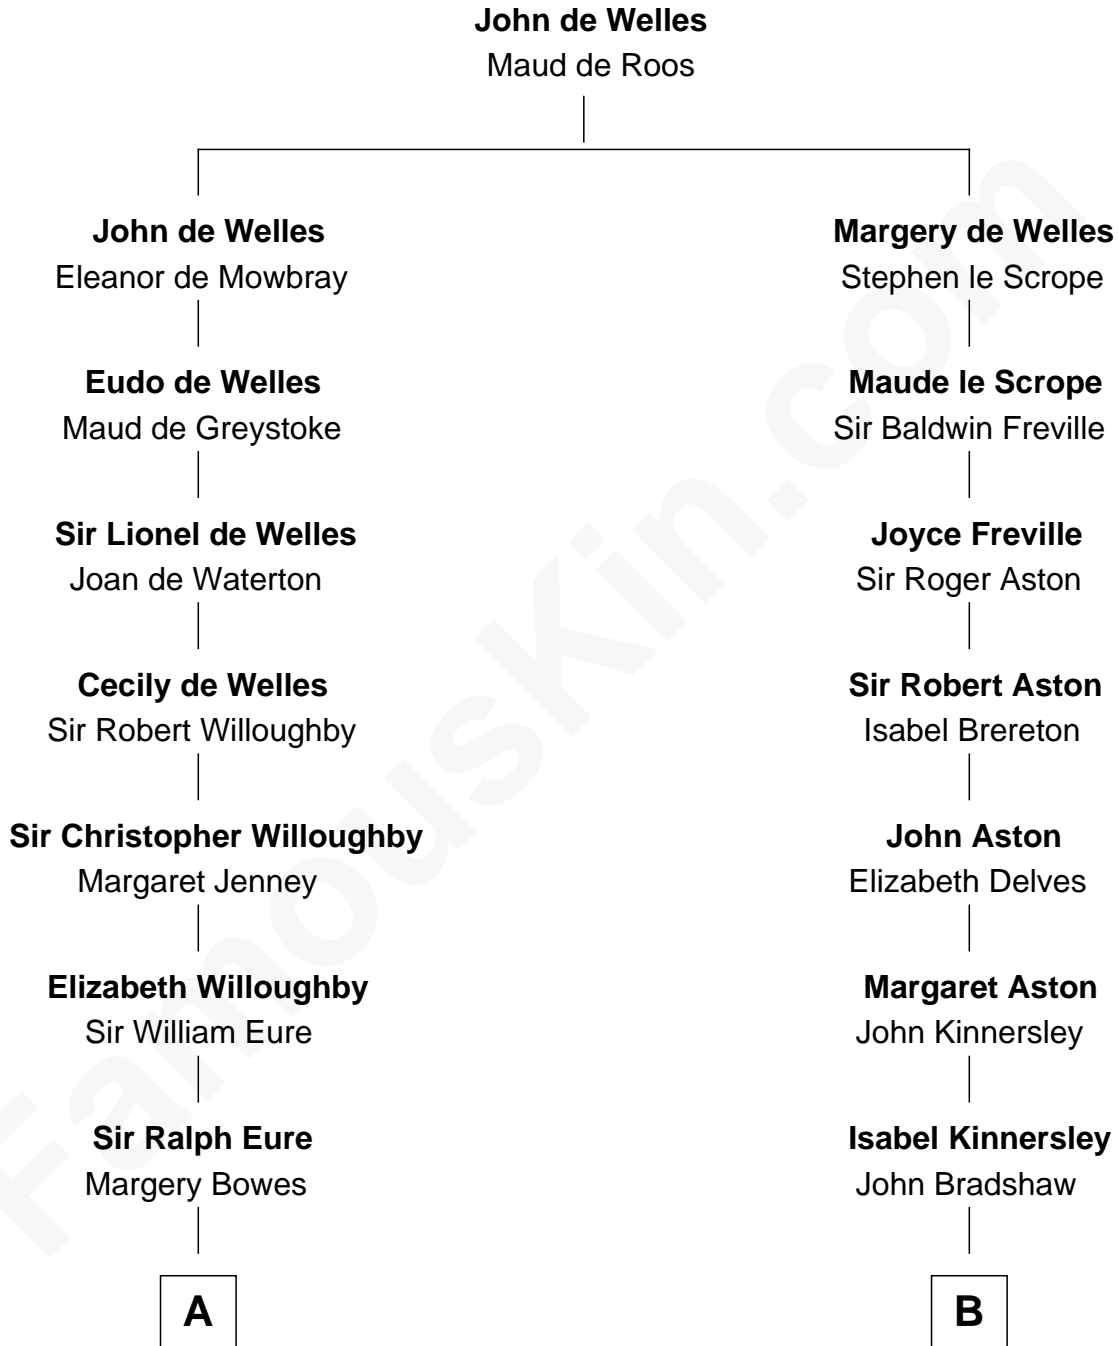 John de Welles
Maud de Roos
John de Welles
Eleanor de Mowbray
Eudo de Welles
Maud de Greystoke
Sir Lionel de Welles
Joan de Waterton
Cecily de Welles
Sir Robert Willoughby
Sir Christopher Willoughby
Margaret Jenney
Elizabeth Willoughby
Sir William Eure
Sir Ralph Eure
Margery Bowes
A
Margery de Welles
Stephen le Scrope
Maude le Scrope
Sir Baldwin Freville
Joyce Freville
Sir Roger Aston
Sir Robert Aston
Isabel Brereton
John Aston
Elizabeth Delves
Margaret Aston
John Kinnersley
Isabel Kinnersley
John Bradshaw
B
FamousKin.com